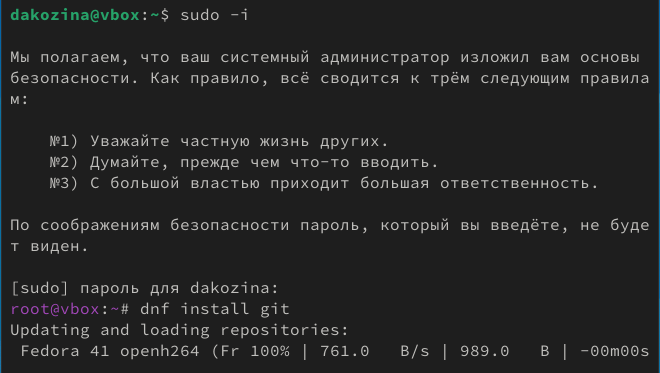 dakozina@vbox:~$ sudo -i
Мы полагаем, что ваш системный администратор изложил вам основы
безопасности. Как правило, всё сводится к трём следующим правила
м:
№1) Уважайте частную жизнь других.
№2) Думайте, прежде чем что-то вводить.
№3) С большой властью приходит большая ответственность.
По соображениям безопасности пароль, который вы введёте, не буде
т виден.
[sudo] пароль для dakozina:
root@vbox:~# dnf install git
Updating and loading repositories:
Fedora 41 openh264 (Fr 100% | 761.0   B/s | 989.0   B | -00m00s